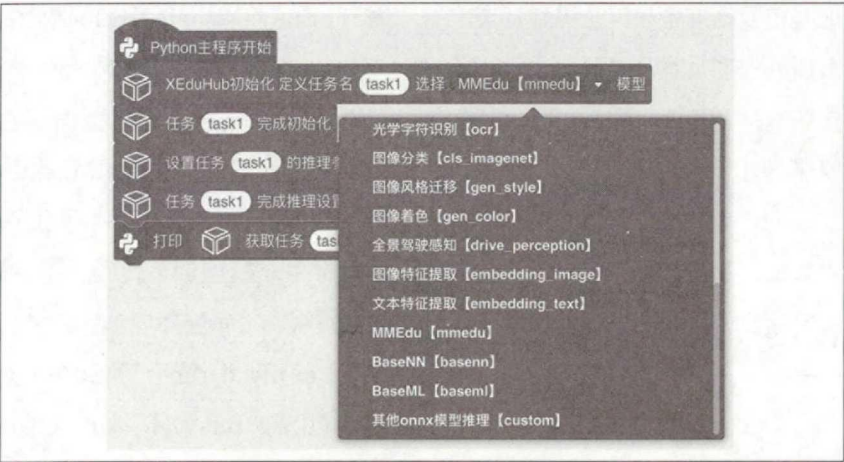 Python主程序开始
XEduHub初始化 定义任务名 task1 选择 MMEdu【mmedu】 模型
任务 task1 完成初始化
设置任务 task1 的推理
任务 task1 完成推理设
打印 获取任务 tas
光学字符识别【ocr】
图像分类【cls_imagenet】
图像风格迁移【gen_style】
图像着色【gen_color】
全景驾驶感知【drive_perception】
图像特征提取【embedding_image】
文本特征提取【embedding_text】
MMEdu【mmedu】
BaseNN【basenn】
BaseML【baseml】
其他onnx模型推理【custom】